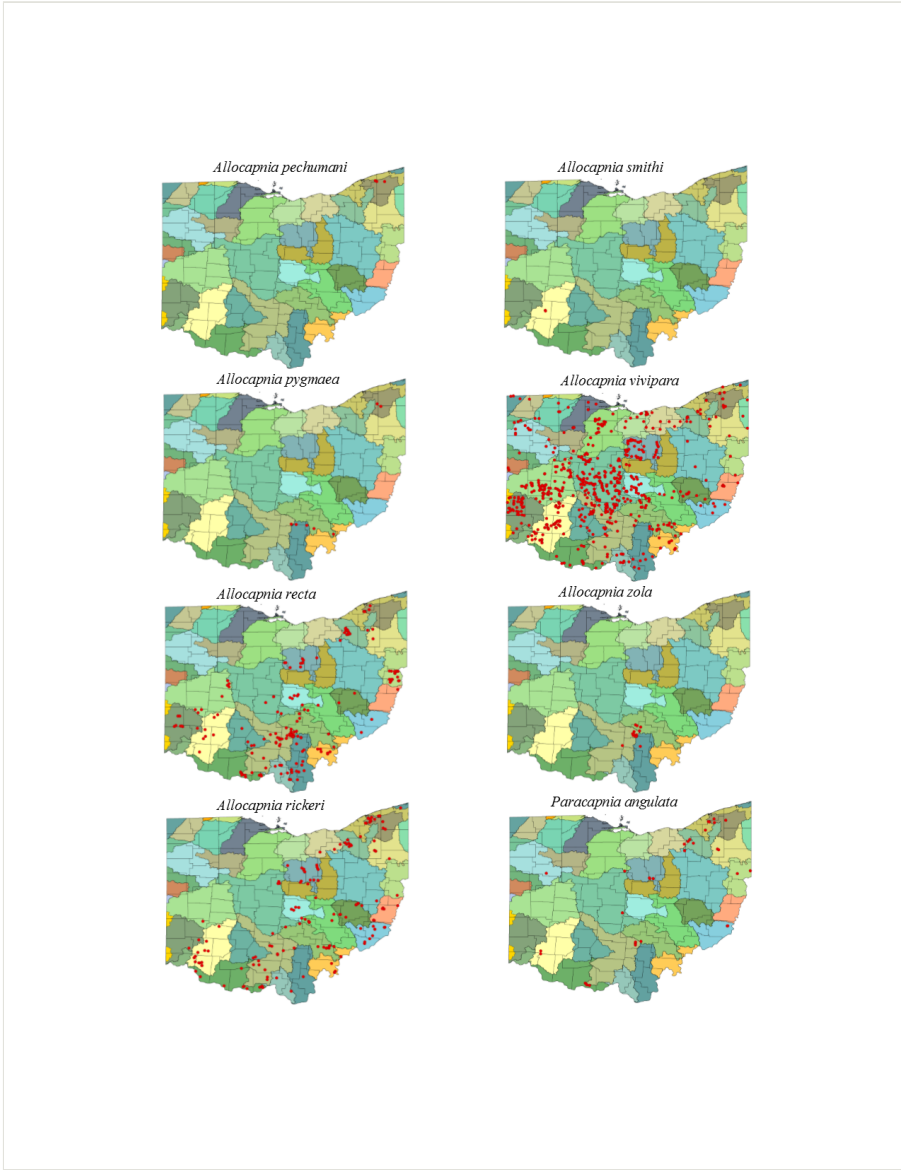 Allocapnia pechumani
Allocapnia smithi
Allocapnia pygmaea
Allocapnia vivipara
Allocapnia recta
Allocapnia zola
Allocapnia rickeri
Paracapnia angulata